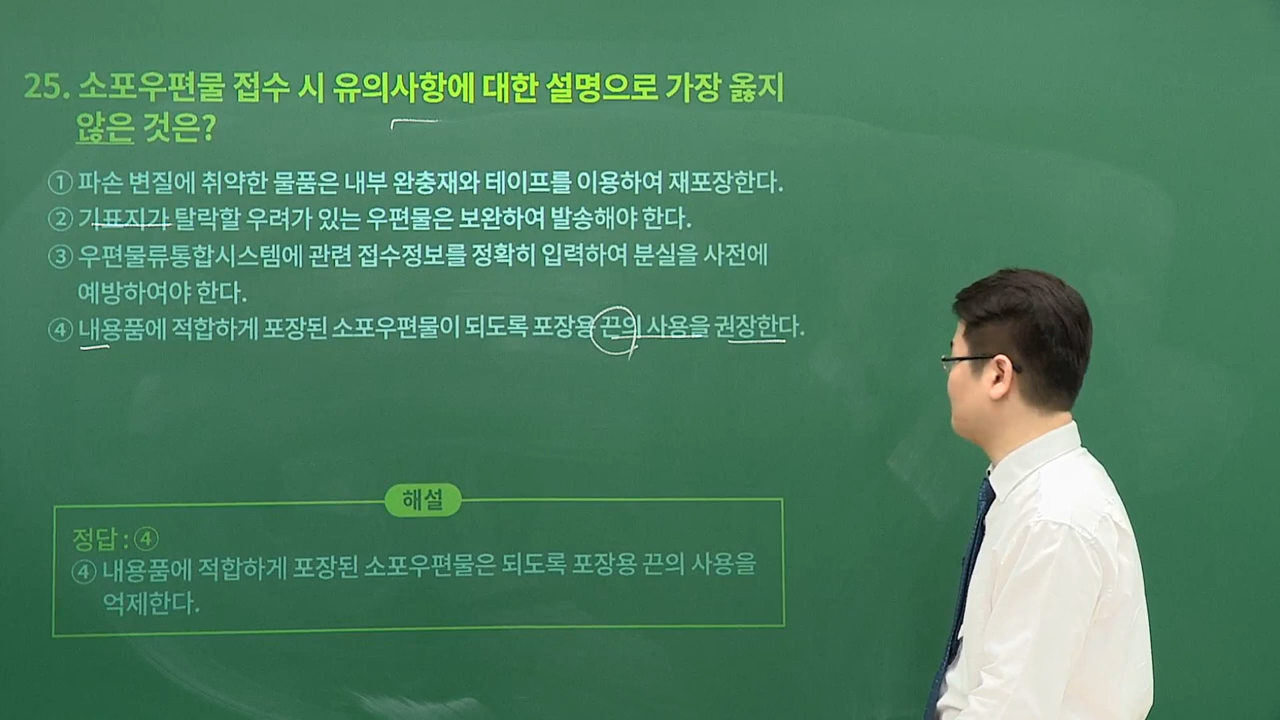 25. 소포우편물 접수 시 유의사항에 대한 설명으로 가장 옳지
않은 것은?
① 파손 변질에 취약한 물품은 내부 완충재와 테이프를 이용하여 재포장한다.
② 기표지가 탈락할 우려가 있는 우편물은 보완하여 발송해야 한다.
③ 우편물류통합시스템에 관련 접수정보를 정확히 입력하여 분실을 사전에
예방하여야 한다.
④ 내용품에 적합하게 포장된 소포우편물이 되도록 포장용 끈의 사용을 권장한다.
해설
정답 : ④
④ 내용품에 적합하게 포장된 소포우편물은 되도록 포장용 끈의 사용을
억제한다.